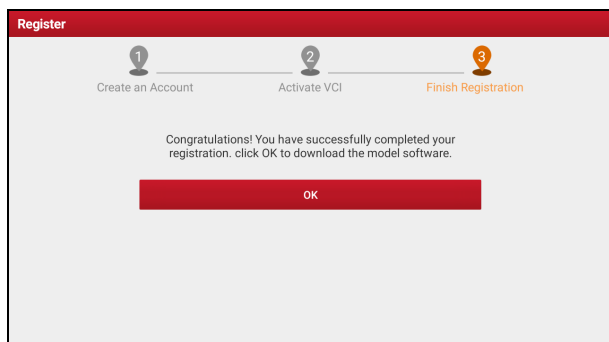 Register
1
2
3
Create an Account
Activate VCI
Finish Registration
Congratulations! You have successfully completed your
registration. click OK to download the model software.
OK